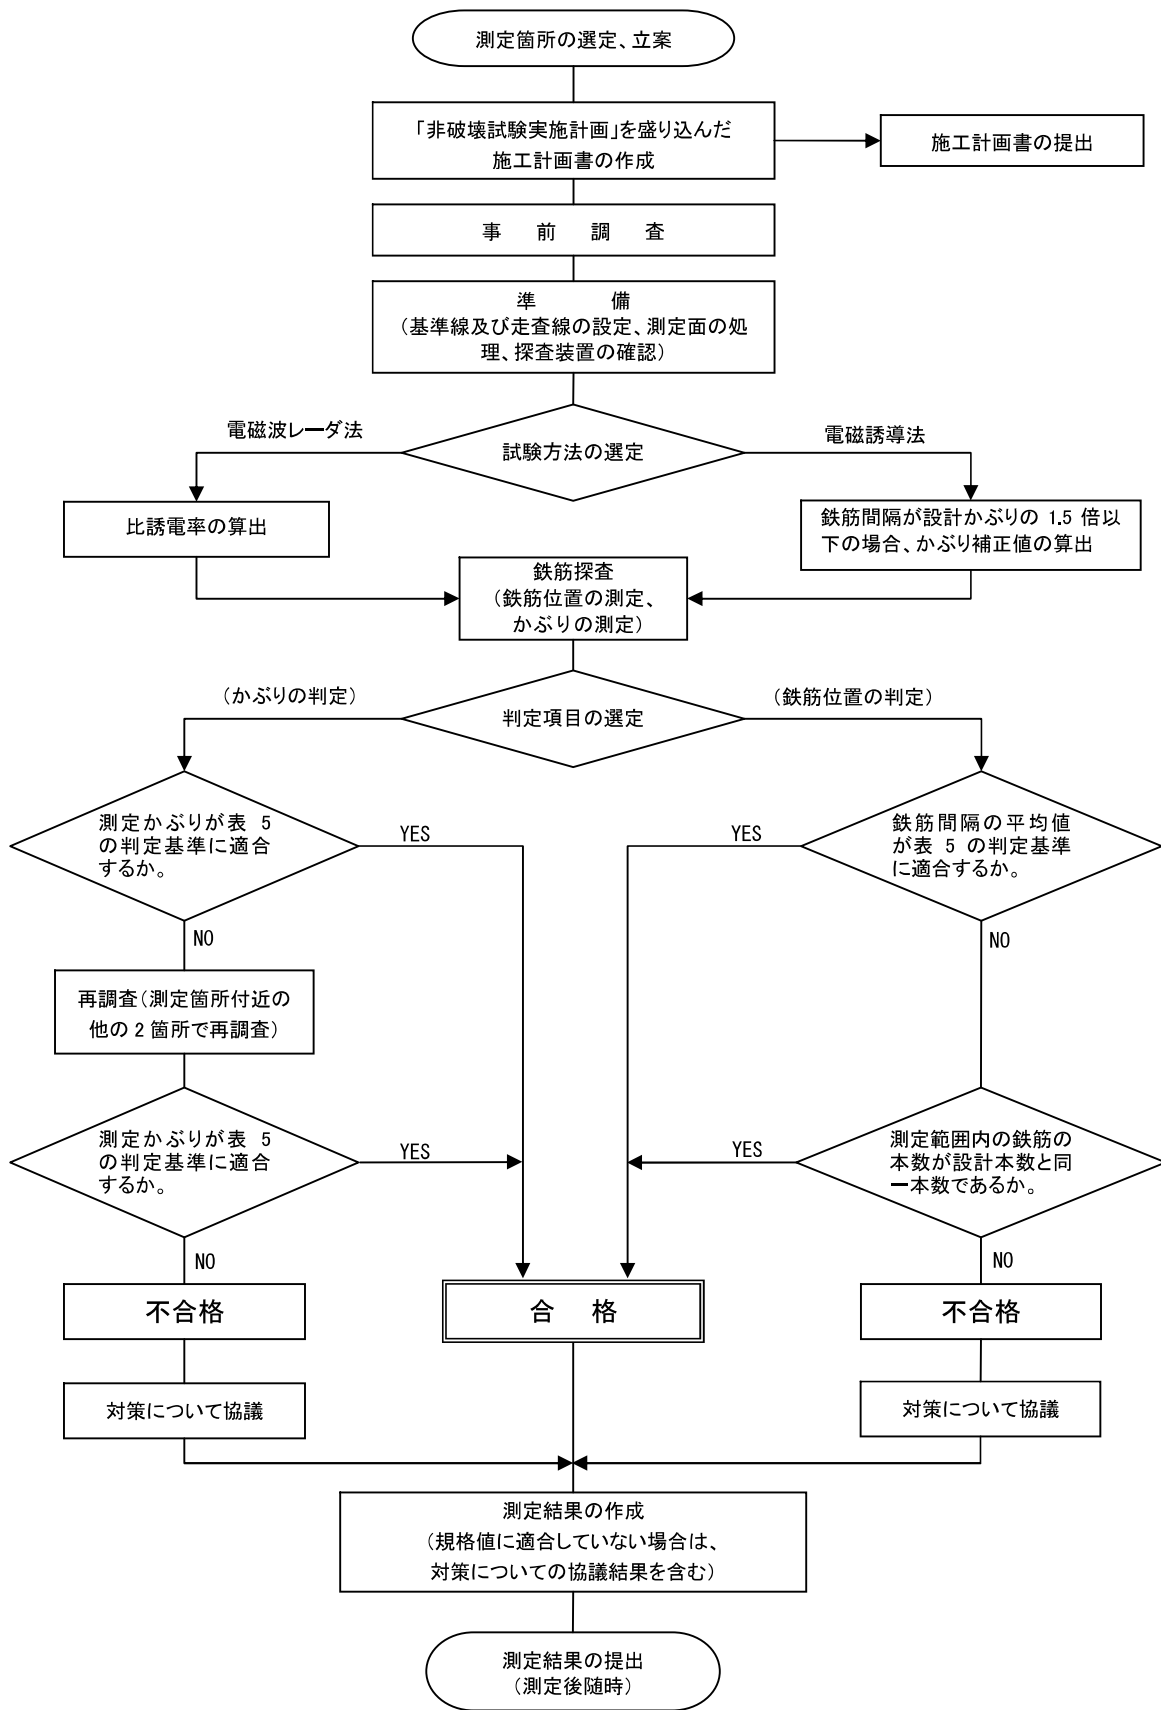 測定箇所の選定、立案
「非破壊試験実施計画」を盛り込んだ
施工計画書の作成
施工計画書の提出
事 前 調 査
準 備
（基準線及び走査線の設定、測定面の処
理、探査装置の確認）
電磁波レーダ法
試験方法の選定
電磁誘導法
比誘電率の算出
鉄筋間隔が設計かぶりの 1.5 倍以
下の場合、かぶり補正値の算出
鉄筋探査
（鉄筋位置の測定、
かぶりの測定）
（かぶりの判定）
判定項目の選定
（鉄筋位置の判定）
測定かぶりが表 5
の判定基準に適合
するか。
YES
YES
鉄筋間隔の平均値
が表 5 の判定基準
に適合するか。
NO
NO
再調査（測定箇所付近の
他の 2 箇所で再調査）
測定かぶりが表 5
の判定基準に適合
するか。
YES
YES
測定範囲内の鉄筋の
本数が設計本数と同
一本数であるか。
NO
NO
不合格
合 格
不合格
対策について協議
対策について協議
測定結果の作成
（規格値に適合していない場合は、
対策についての協議結果を含む）
測定結果の提出
（測定後随時）